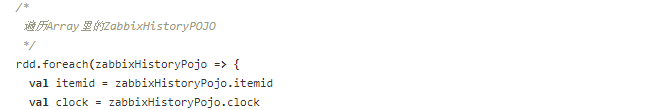 /*
遍历Array里的ZabbixHistoryPOJO
*/
rdd.foreach(zabbixHistoryPojo => {
val itemid = zabbixHistoryPojo.itemid
val clock = zabbixHistoryPojo.clock